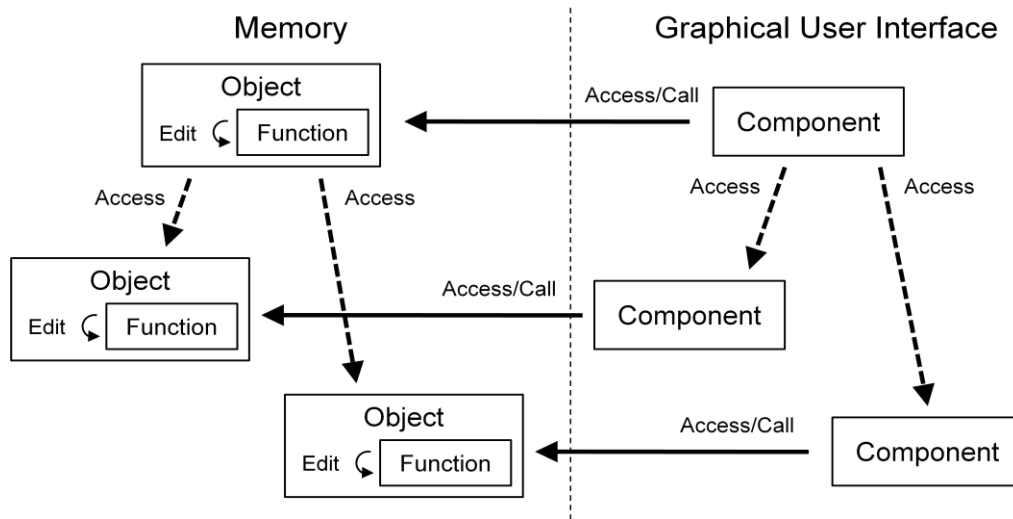 Memory
Graphical User Interface
Object
Edit
Function
Access/Call
Component
Access
Access
Access
Access
Object
Edit
Function
Access/Call
Component
Object
Edit
Function
Access/Call
Component